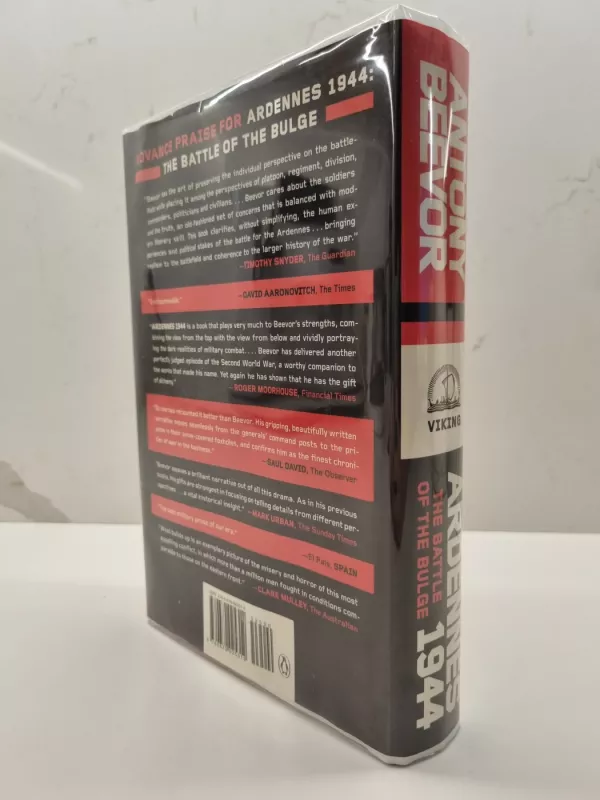 ADVANCE PRAISE FOR ARDENNES 1944:
THE BATTLE OF THE BULGE
"Beevor has the art of preserving the individual perspective on the battle-
while placing it among the perspectives of platoon, regiment, division,
commanders, politicians and civilians.... Beevor cares about the soldiers
and the truth, an old-fashioned set of concerns that is balanced with mod-
ern literary skill. This book clarifies, without simplifying, the human ex-
periences and political stakes of the battle for the Ardennes ... bringing
realism to the battlefield and coherence to the larger history of the war."
—TIMOTHY SNYDER, The Guardian
—DAVID AARONOVITCH, The Times
"ARDENNES 1944 is a book that plays very much to Beevor's strengths, com-
bining the view from the top with the view from below and vividly portray-
ing the dark realities of military combat.... Beevor has delivered another
perfectly judged episode of the Second World War, a worthy companion to
the works that made his name. Yet again he has shown that he has the gift
of alchemy."
—ROGER MOORHOUSE, Financial Times
recounted it better than Beevor. His gripping, beautifully written
narrative moves seamlessly from the generals' command posts to the pri-
vates in their snow-covered foxholes, and confirms him as the finest chroni-
cler of war in the business."
—SAUL DAVID, The Observer
"Beevor weaves a brilliant narrative out of all this drama. As in his previous
books, his gifts are strongest in focusing on telling details from different per-
spectives ... a vital historical insight."
—MARK URBAN, The Sunday Times
military writer of our era."
—El País, SPAIN
builds up to an exemplary picture of the misery and horror of this most
appalling conflict, in which more than a million men fought in conditions com-
parable to those on the eastern front."
—CLARE MULLEY, The Australian
ANTONY
BEEVOR
VIKING
ARDENNES
1944
THE BATTLE
OF THE BULGE